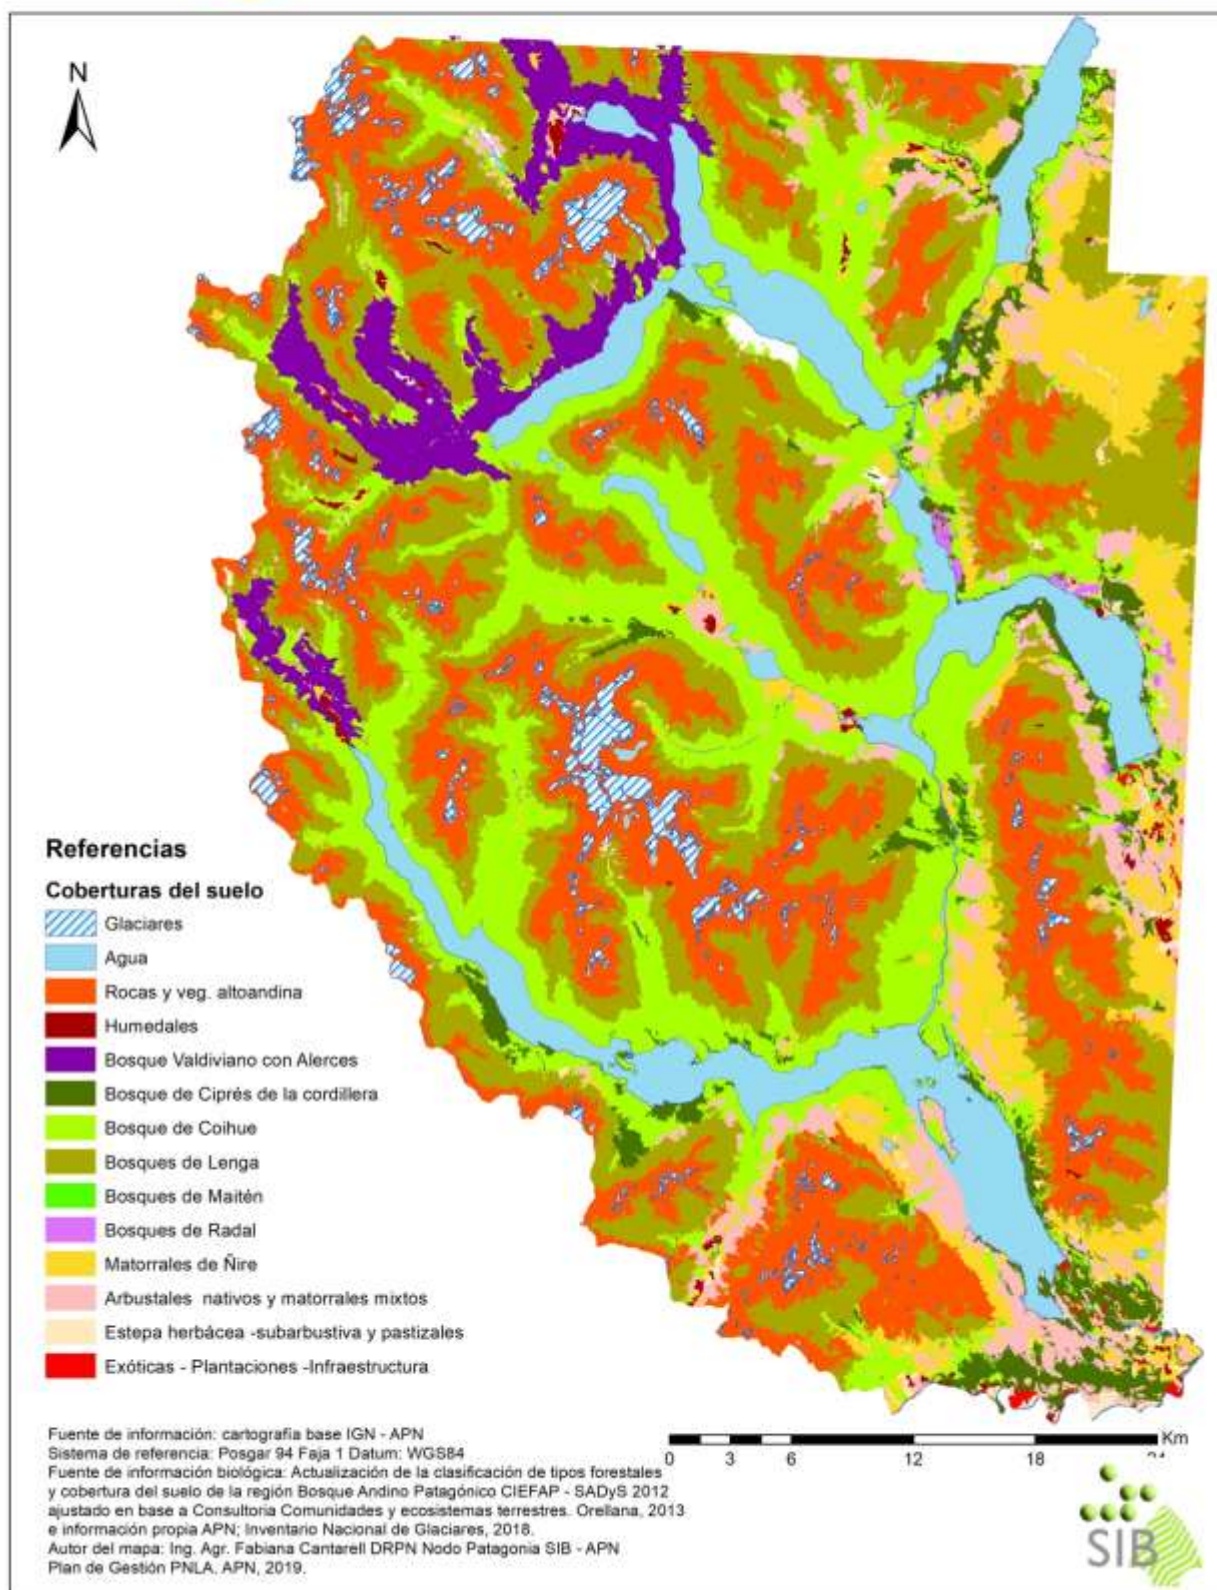 N
Referencias
Coberturas del suelo
Glaciares
Agua
Rocas y veg. altoandina
Humedales
Bosque Valdiviano con Alerces
Bosque de Ciprés de la cordillera
Bosque de Coihue
Bosques de Lenga
Bosques de Maitén
Bosques de Radal
Matorrales de Ñire
Arbustales nativos y matorrales mixtos
Estepa herbácea -subarbustiva y pastizales
Exóticas - Plantaciones -Infraestructura
Fuente de información: cartografía base IGN - APN
Sistema de referencia: Posgar 94 Faja 1 Datum: WGS84
Fuente de información biológica: Actualización de la clasificación de tipos forestales
y cobertura del suelo de la región Bosque Andino Patagónico CIEFAP - SADyS 2012
ajustado en base a Consultoria Comunidades y ecosistemas terrestres. Orellana, 2013
e información propia APN; Inventario Nacional de Glaciares, 2018.
Autor del mapa: Ing. Agr. Fabiana Cantarell DRPN Nodo Patagonia SIB - APN
Plan de Gestión PNLA. APN, 2019.
Km
0 3 6 12 18 24
SIB